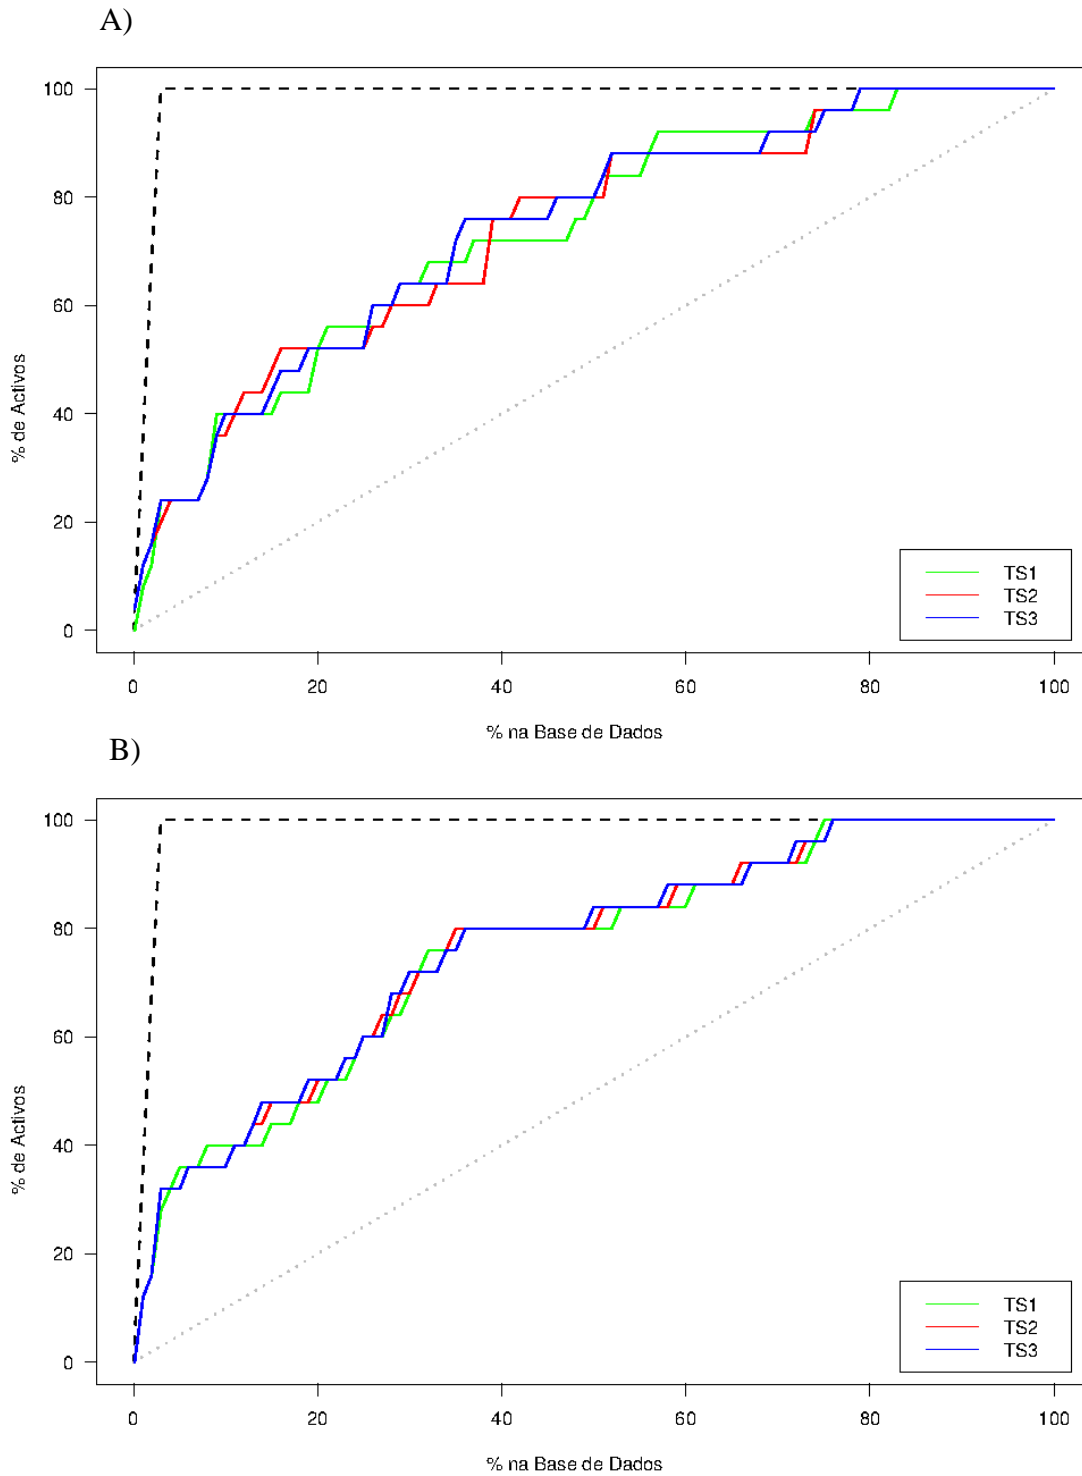 A)
100
80
60
40
20
0
% de Activos
TS1
TS2
TS3
0 20 40 60 80 100
% na Base de Dados
B)
100
80
60
40
20
0
% de Activos
TS1
TS2
TS3
0 20 40 60 80 100
% na Base de Dados